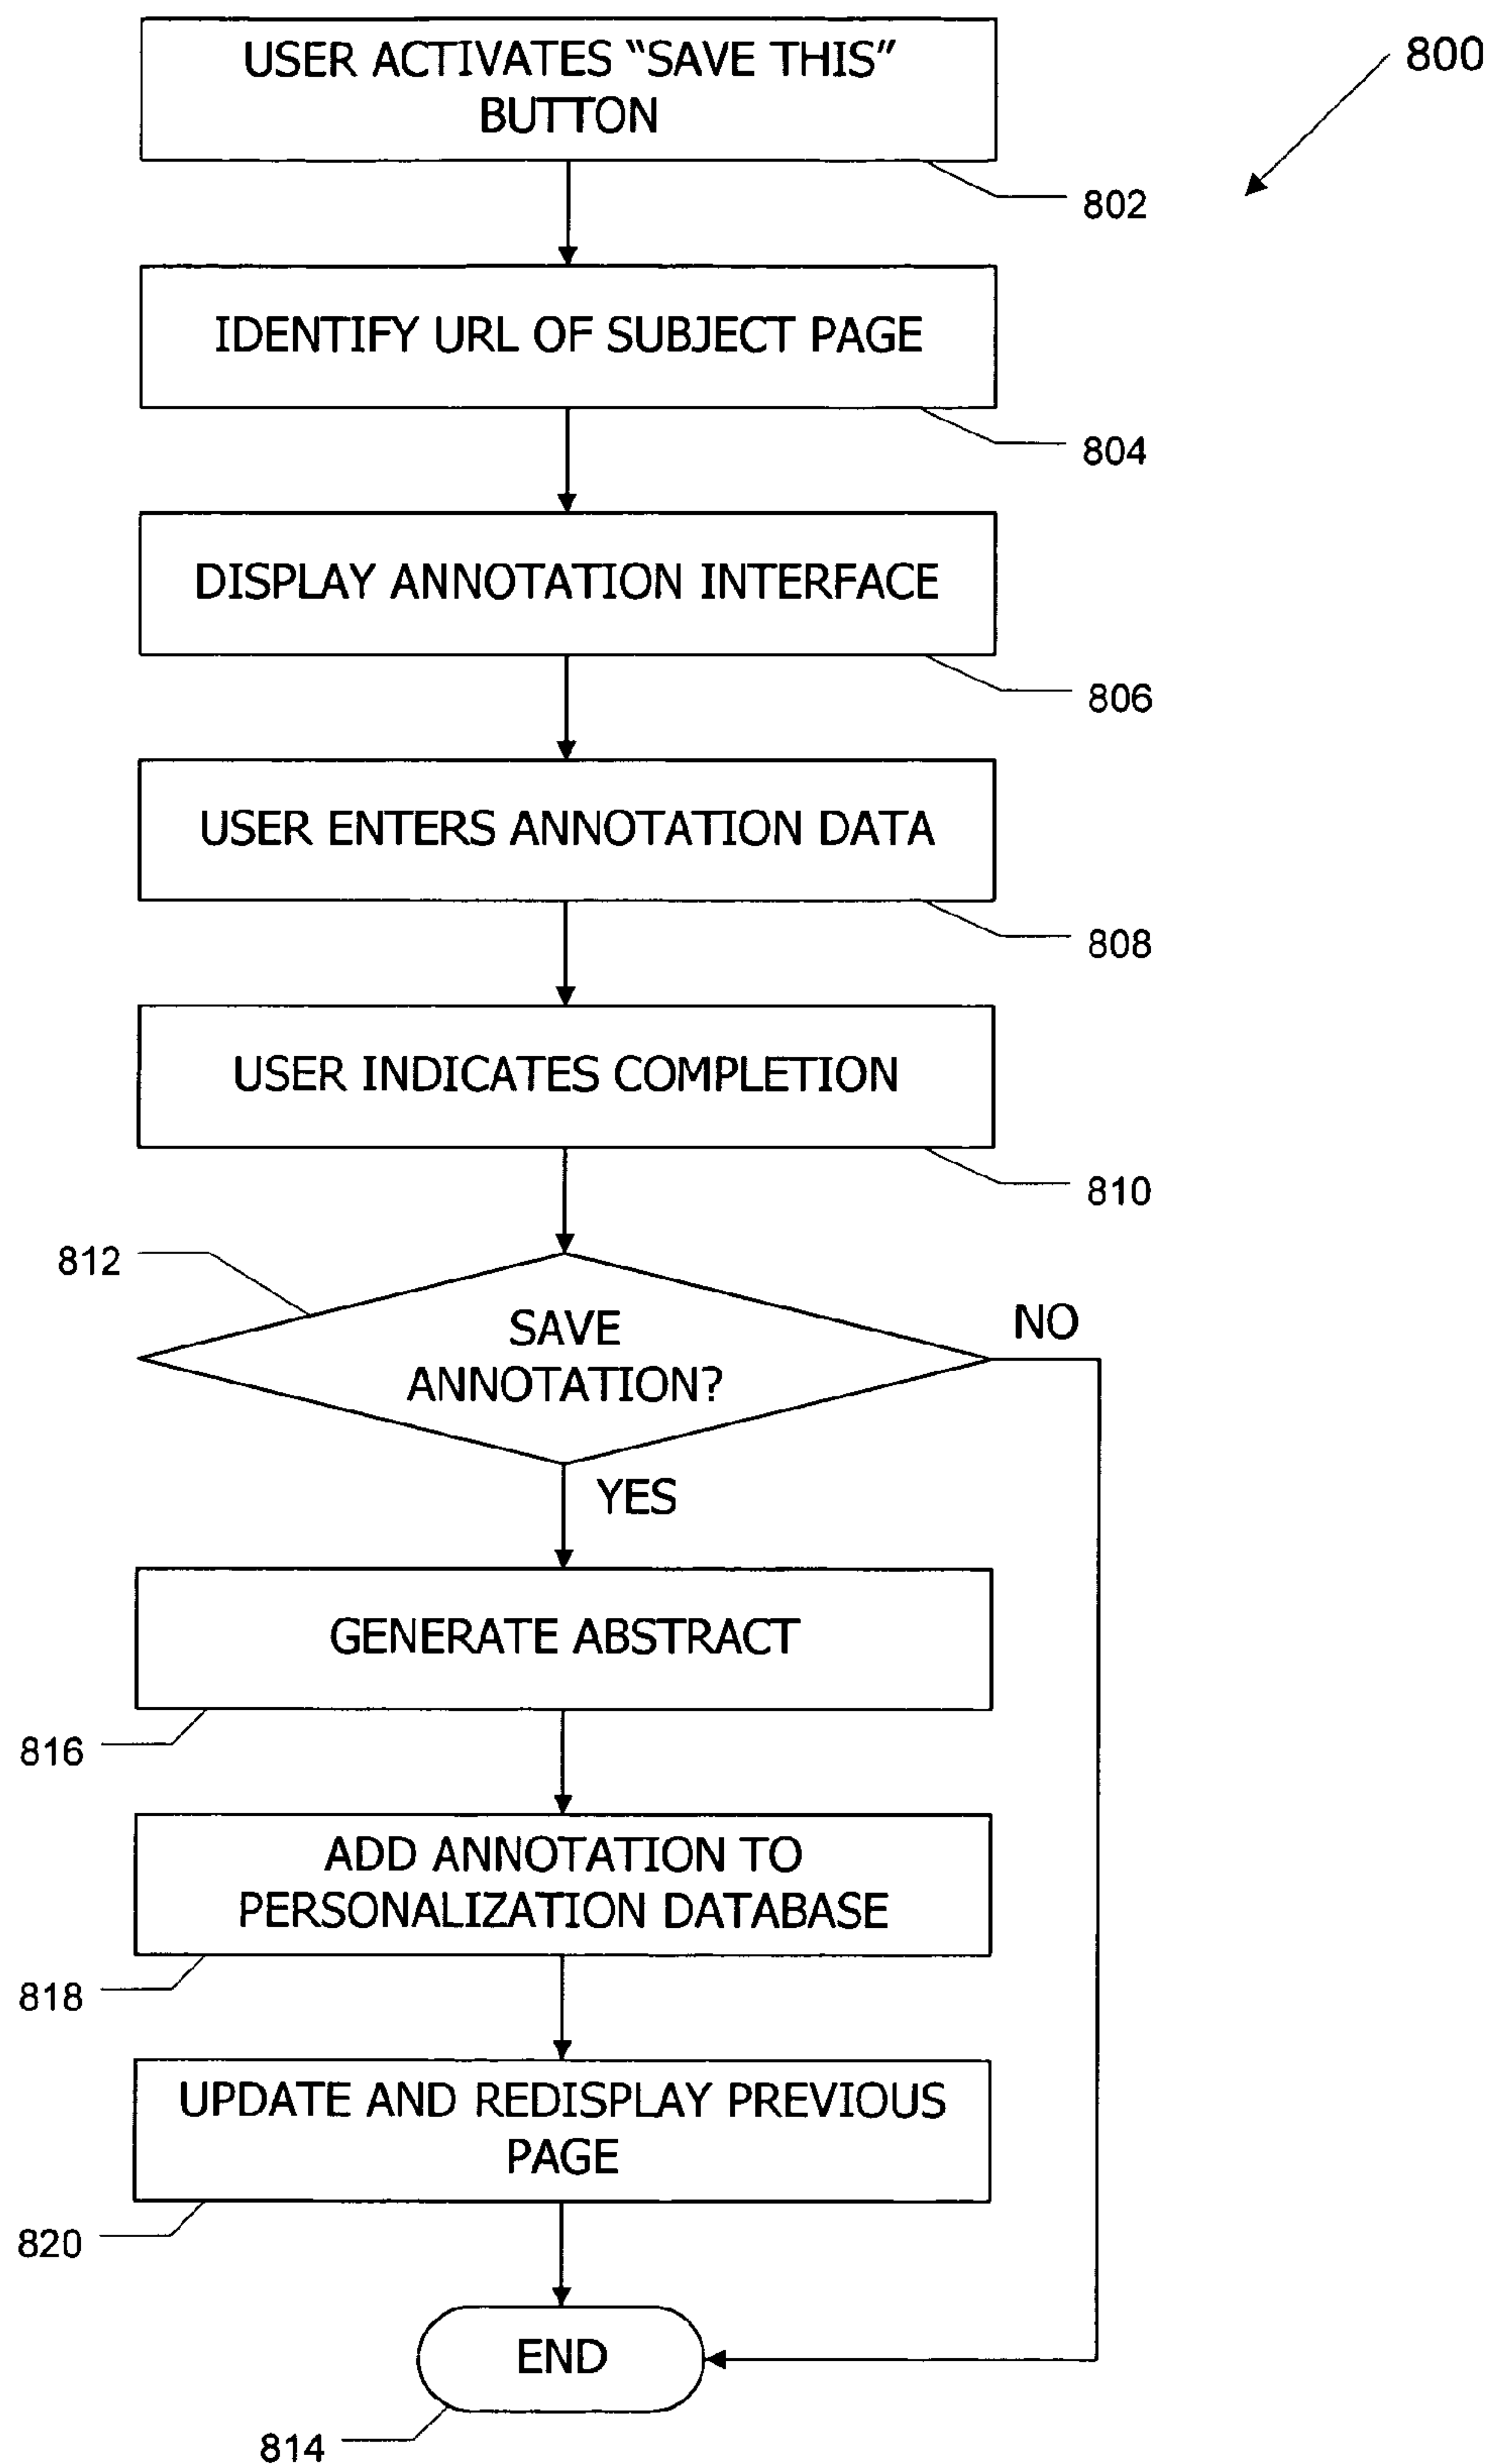 USER ACTIVATES “SAVE THIS”
BUTTON
800
802
IDENTIFY URL OF SUBJECT PAGE
804
DISPLAY ANNOTATION INTERFACE
806
USER ENTERS ANNOTATION DATA
808
USER INDICATES COMPLETION
810
812
SAVE
ANNOTATION?
NO
YES
GENERATE ABSTRACT
816
ADD ANNOTATION TO
PERSONALIZATION DATABASE
818
UPDATE AND REDISPLAY PREVIOUS
PAGE
820
END
814